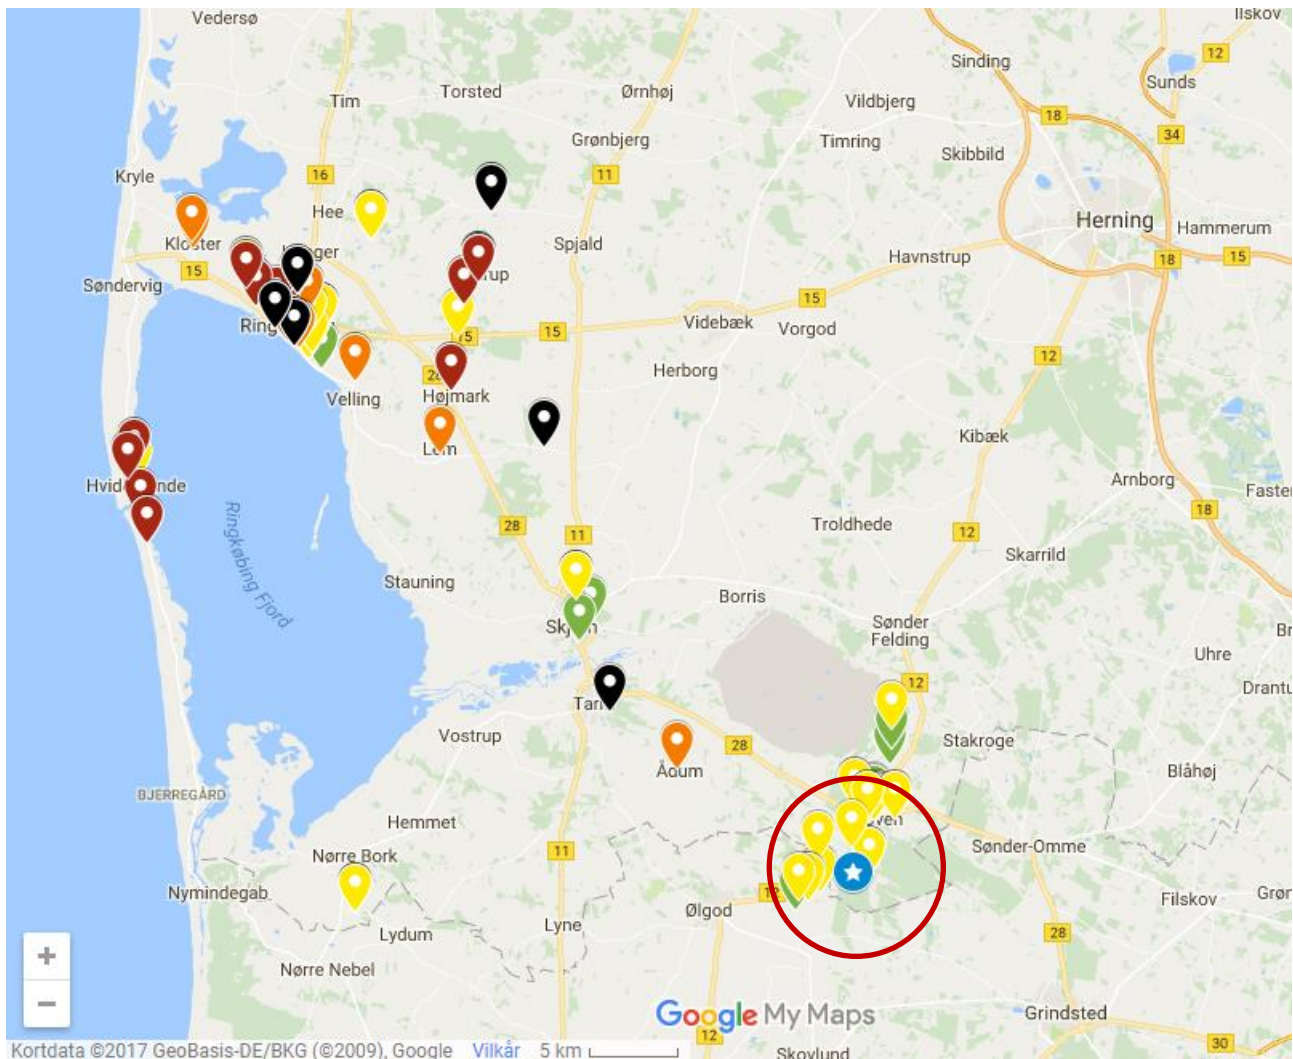 Vedersø
Ilskov
12
Sinding
Sunds
Tim
Torsted
Ørnhøj
Vildbjerg
18
34
Grønbjerg
Timring
Skibbild
Kryle
16
11
Hee
Herning
Hammerum
Kloster
Spjald
Havnstrup
15
18
15
Søndervig
15
Videbæk
Vorgod
15
12
Herborg
28
Velling
Højmark
Kibæk
Arnborg
Faster
Ringkøbing Fjord
18
28
11
Troldhede
12
Skarrild
Stauning
Borris
Sønder
Felding
Uhre
12
Vostrup
28
Stakroge
Blåhøj
BJERREGÅRD
Hemmet
Nørre Bork
11
Sønder-Omme
Nymindegab
12
Ølgod
Filskov
Lyne
Lydum
28
Nørre Nebel
+
−
Google My Maps
Grindsted
12
30
Kortdata ©2017 GeoBasis-DE/BKG (©2009), Google Vilkår 5 km
Skovlund